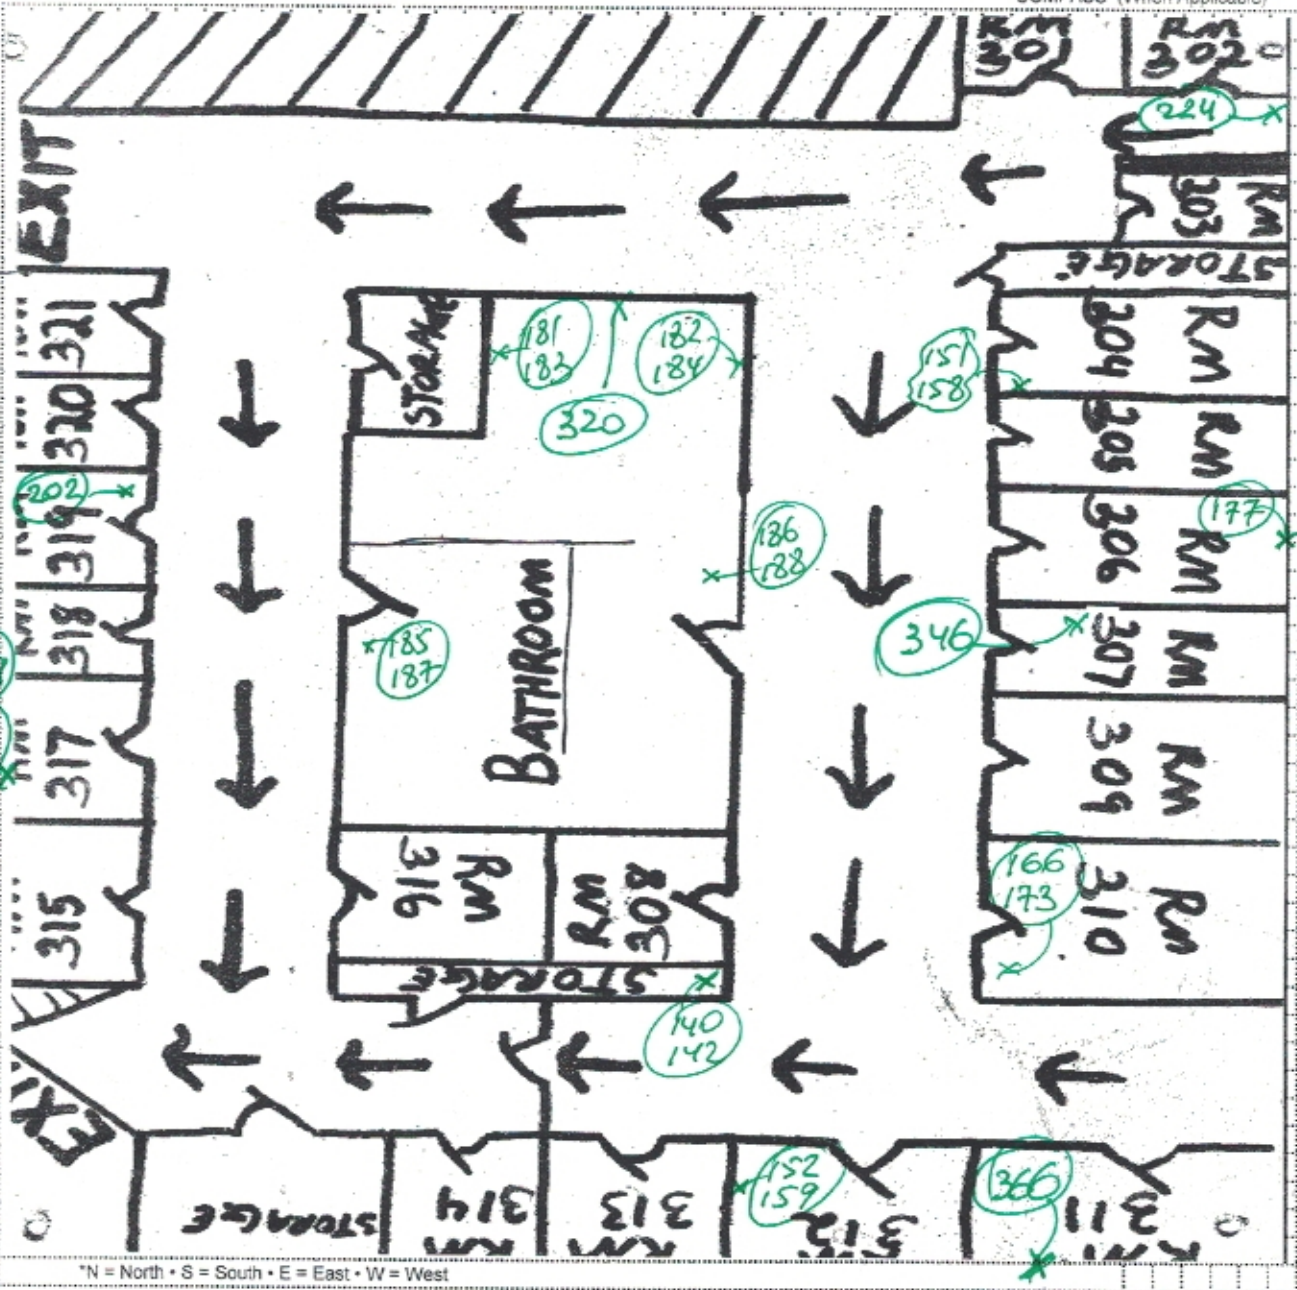 RM
301
RM
302
224
EXIT
RM
303
STORAGE
321
STORAGE
181
183
182
184
151
158
RM
304
320
320
RM
305
202
319
186
188
177
RM
306
318
185
187
BATHROOM
346
RM
307
317
RM
309
315
RM
316
RM
308
166
173
RM
310
STORAGE
140
142
EXIT
STORAGE
314
RM
313
RM
152
159
312
366
311
RM
*N = North • S = South • E = East • W = West